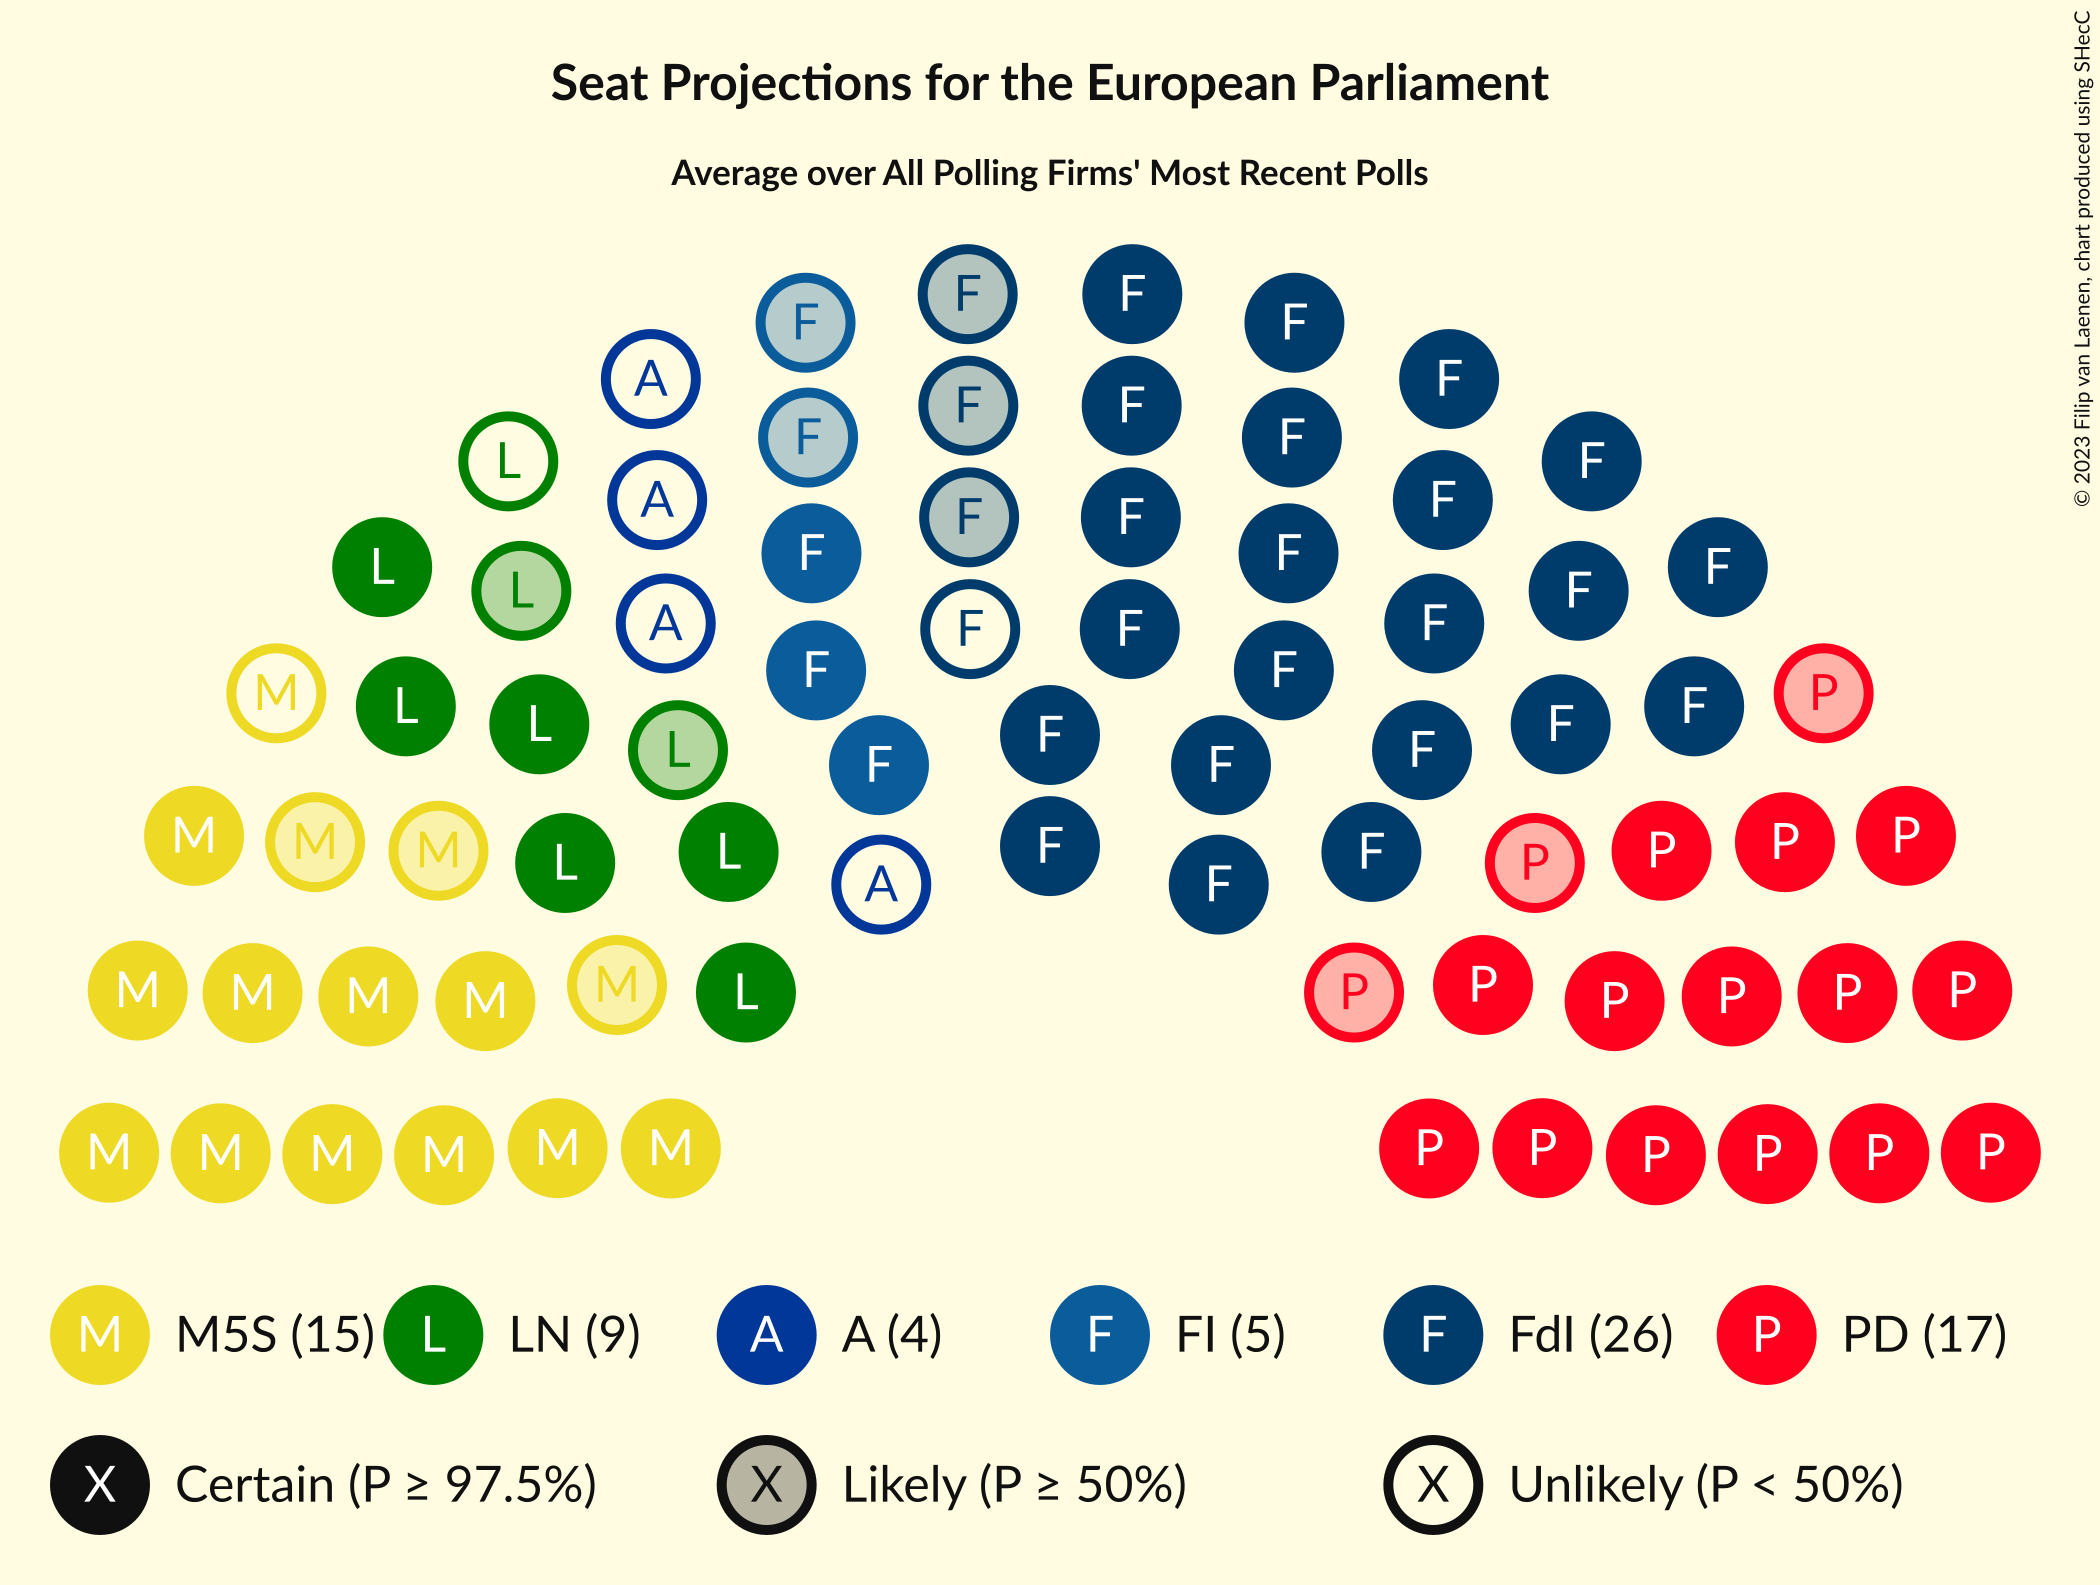 Seat Projections for the European Parliament
Average over All Polling Firms' Most Recent Polls
© 2023 Filip van Laenen, chart produced using SHecC
F F
F F
A F
F F
F F
L A F F
L F F
L A F F
F F
M L F
L F F P
L F F
M M M L L F P P P P
A F F
M M M M M L P P P P P P
M M M M M M P P P P P P
M M5S (15) L LN (9) A A (4) F FI (5) F FdI (26) P PD (17)
X Certain (P ≥ 97.5%) X Likely (P ≥ 50%) X Unlikely (P < 50%)